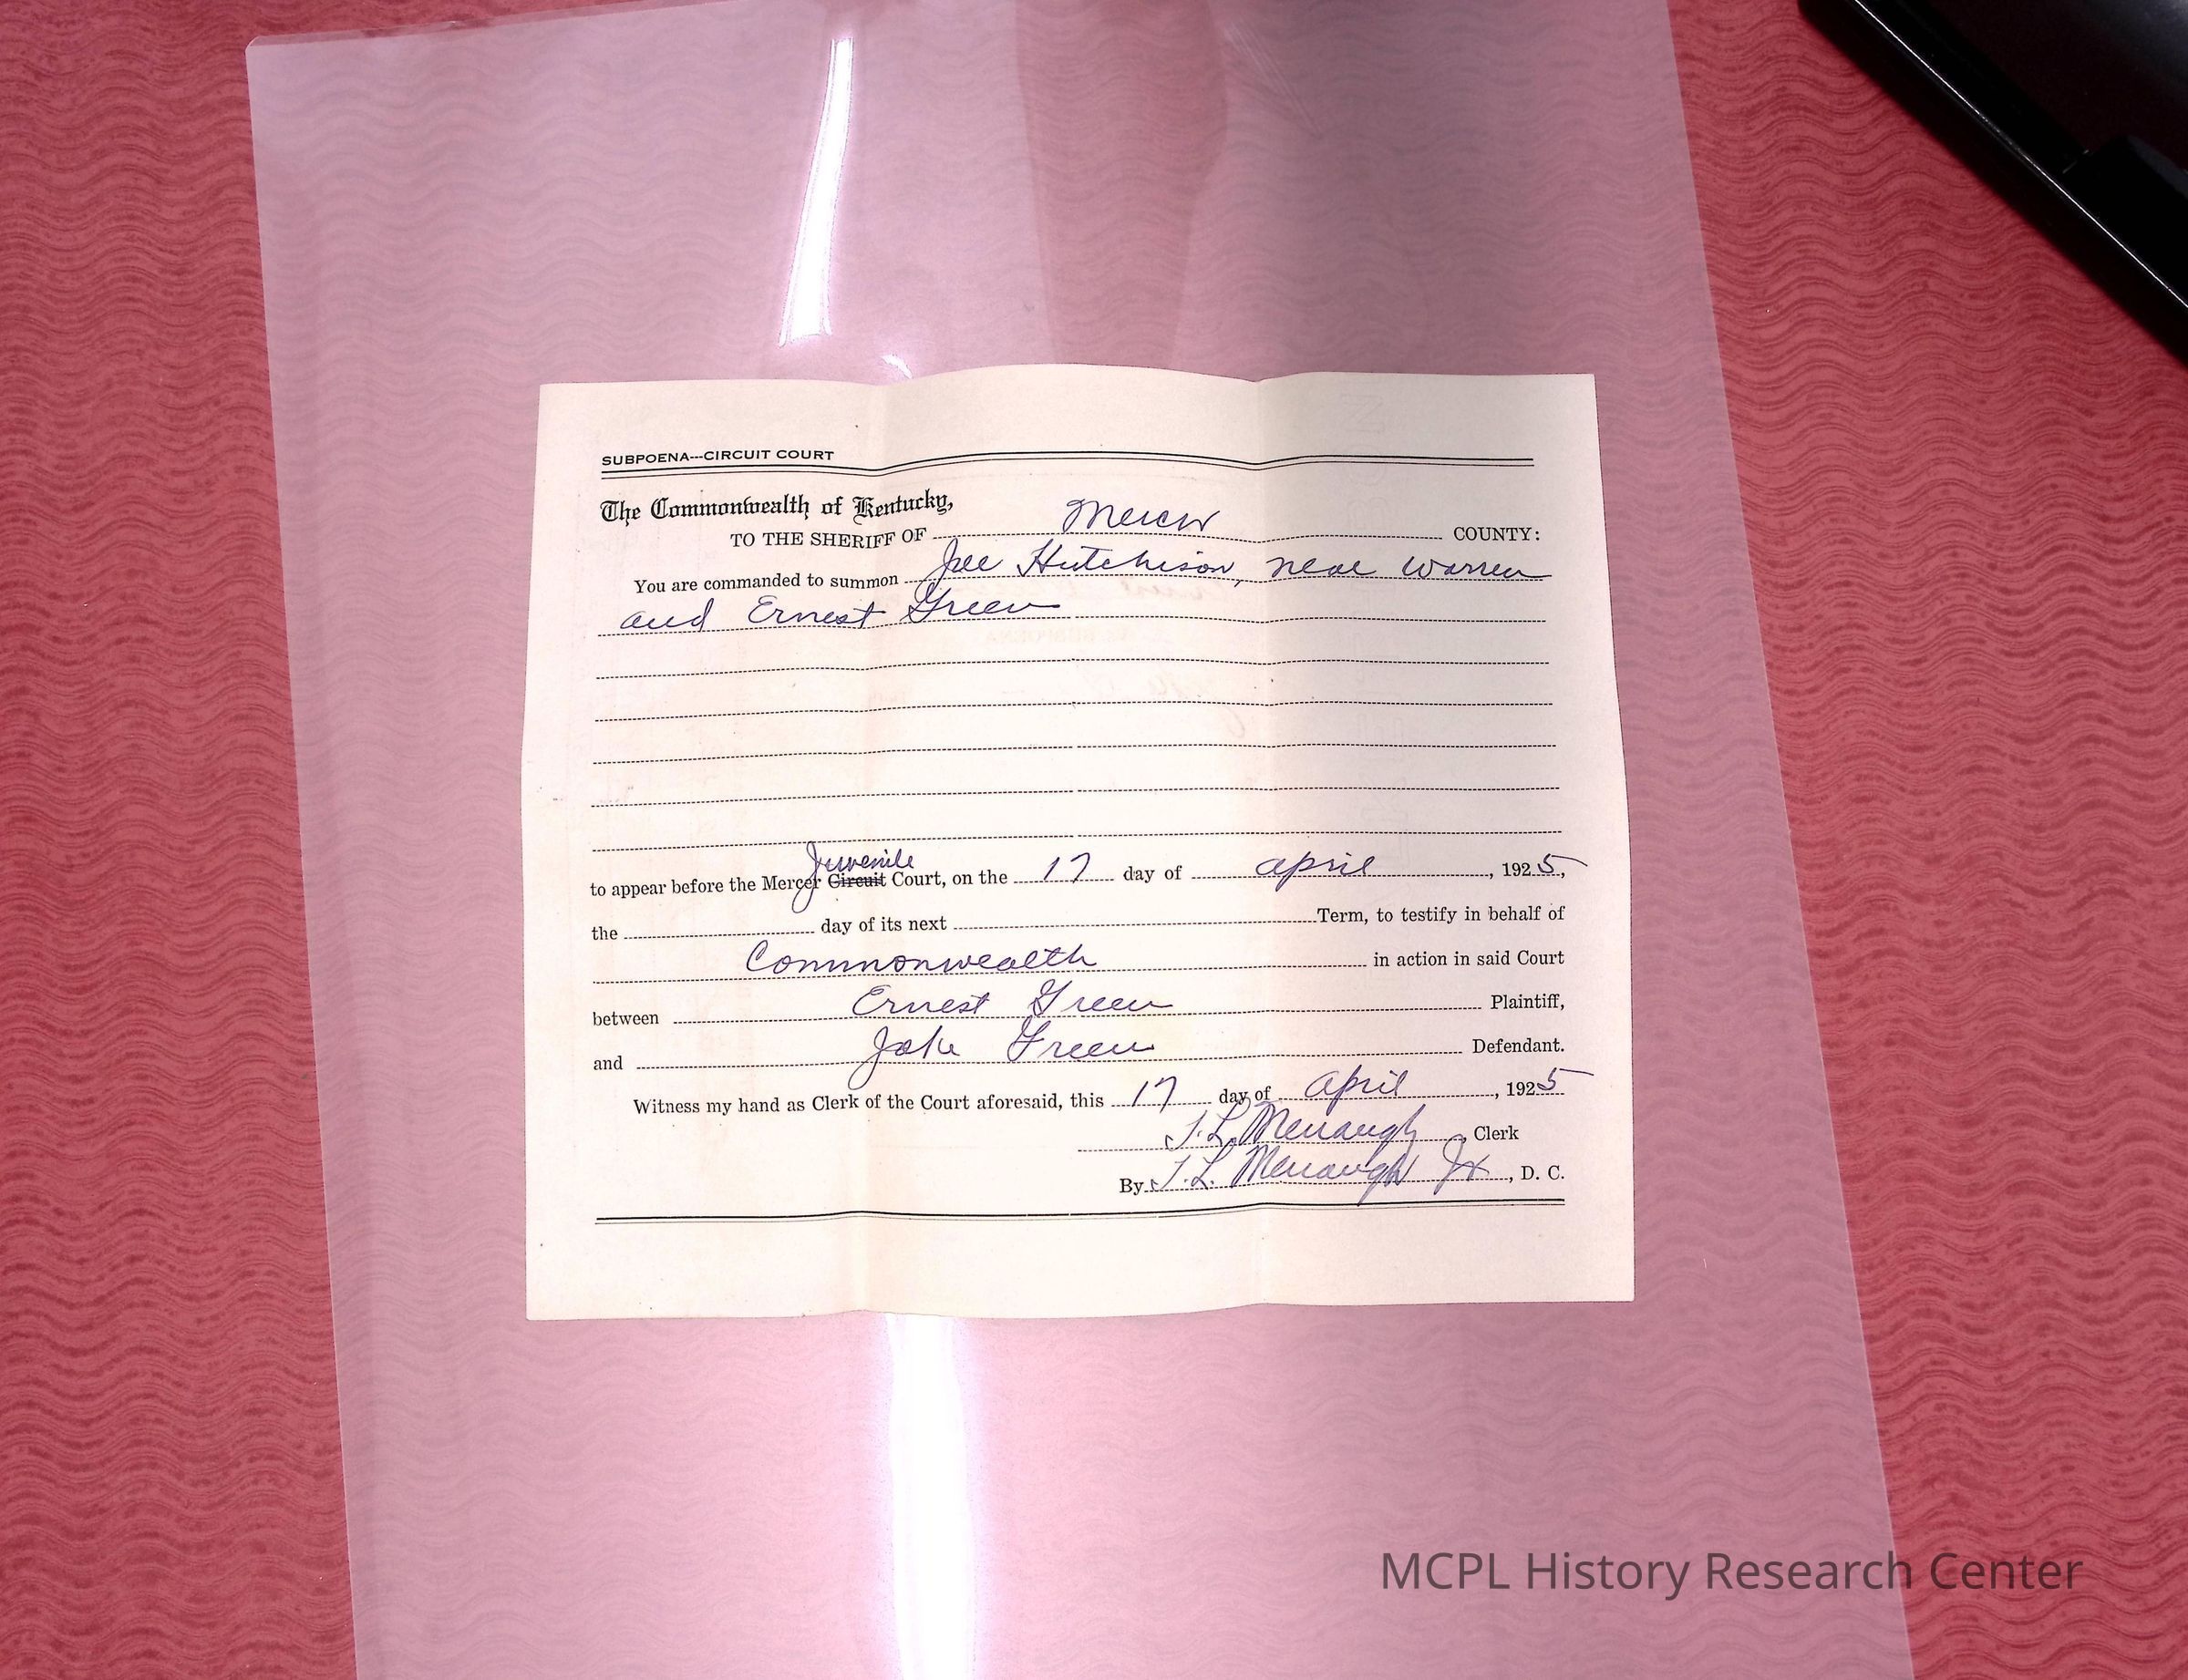 SUBPOENA---CIRCUIT COURT
The Commonwealth of Kentucky,
TO THE SHERIFF OF Mercer COUNTY:
You are commanded to summon Joe Hutchison, Neal Warren
and Ernest Green
Juvenile
to appear before the Mercer Circuit Court, on the 17 day of April, 1925,
the day of its next Term, to testify in behalf of
Commonwealth in action in said Court
between Ernest Green Plaintiff,
and Jake Green Defendant.
Witness my hand as Clerk of the Court aforesaid, this 17 day of April, 1925
J. L. Menaugh, Clerk
By J. L. Menaugh Jr, D. C.
MCPL History Research Center